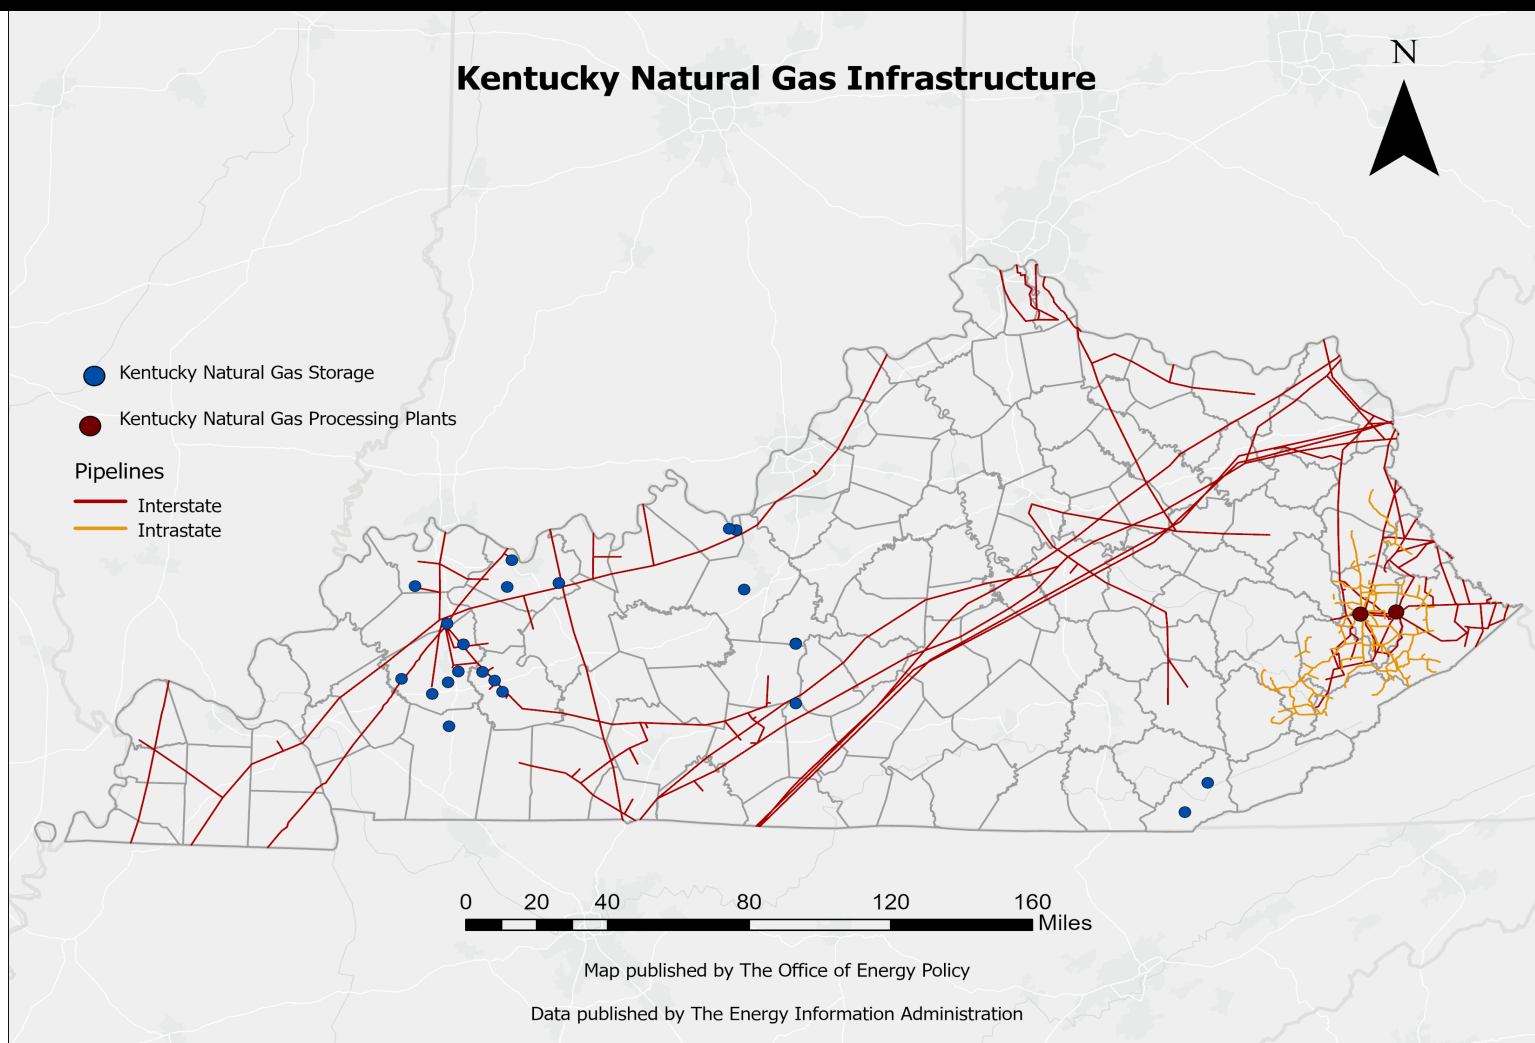 Kentucky Natural Gas Infrastructure
N
Kentucky Natural Gas Storage
Kentucky Natural Gas Processing Plants
Pipelines
Interstate
Intrastate
0 20 40 80 120 160
Miles
Map published by The Office of Energy Policy
Data published by The Energy Information Administration